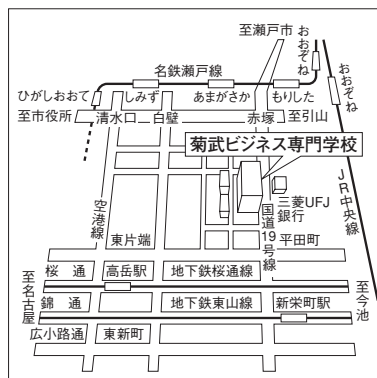 至瀬戸市
おおぞね
おおぞね
名鉄瀬戸線
ひがしおおて
しみず
あまがさか
もりした
至市役所
清水口
白壁
赤塚
至引山
菊武ビジネス専門学校
空港線
国道19号線
三菱UFJ
銀行
JR中央線
東片端
平田町
桜通
高岳駅
地下鉄桜通線
至名古屋
錦通
地下鉄東山線
新栄町駅
至今池
広小路通
東新町